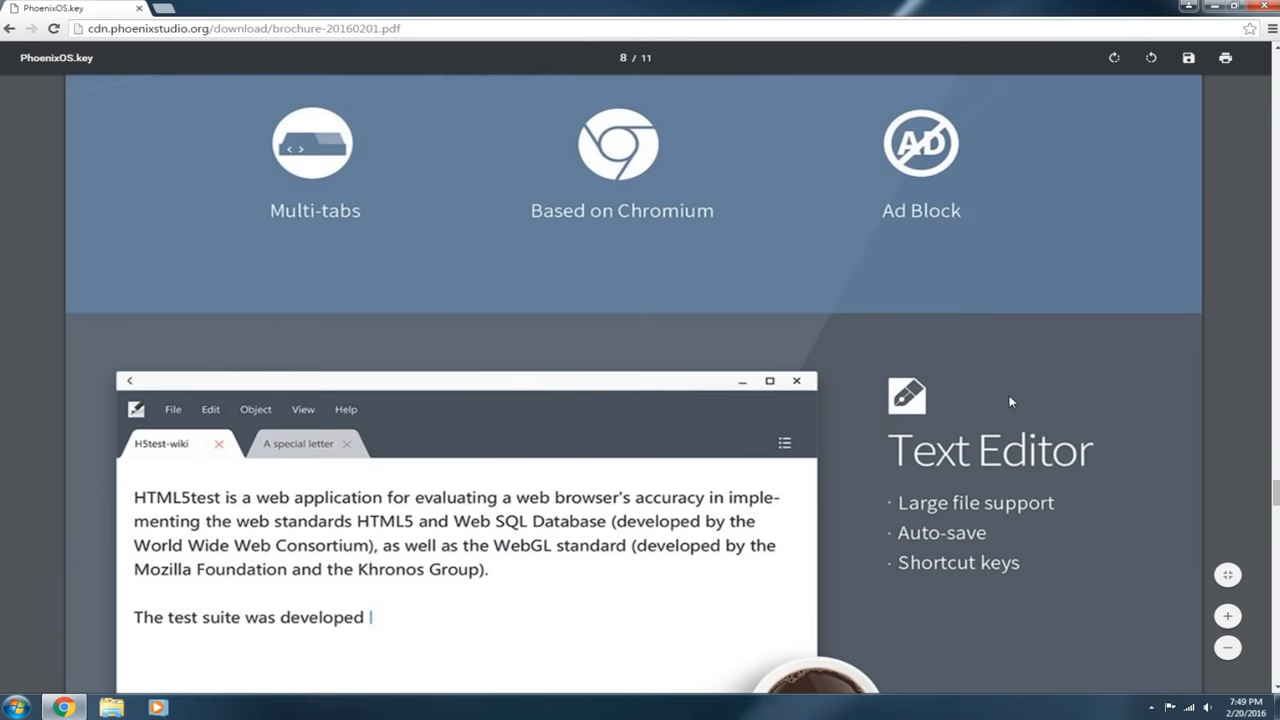 PhoenixOS.key
cdn.phoenixstudio.org/download/brochure-20160201.pdf
PhoenixOS.key
8 / 11
< >
AD
Multi-tabs
Based on Chromium
Ad Block
File Edit Object View Help
H5test-wiki
A special letter
HTML5test is a web application for evaluating a web browser's accuracy in imple-
menting the web standards HTML5 and Web SQL Database (developed by the
World Wide Web Consortium), as well as the WebGL standard (developed by the
Mozilla Foundation and the Khronos Group).
The test suite was developed
Text Editor
· Large file support
· Auto-save
· Shortcut keys
7:49 PM
2/20/2016